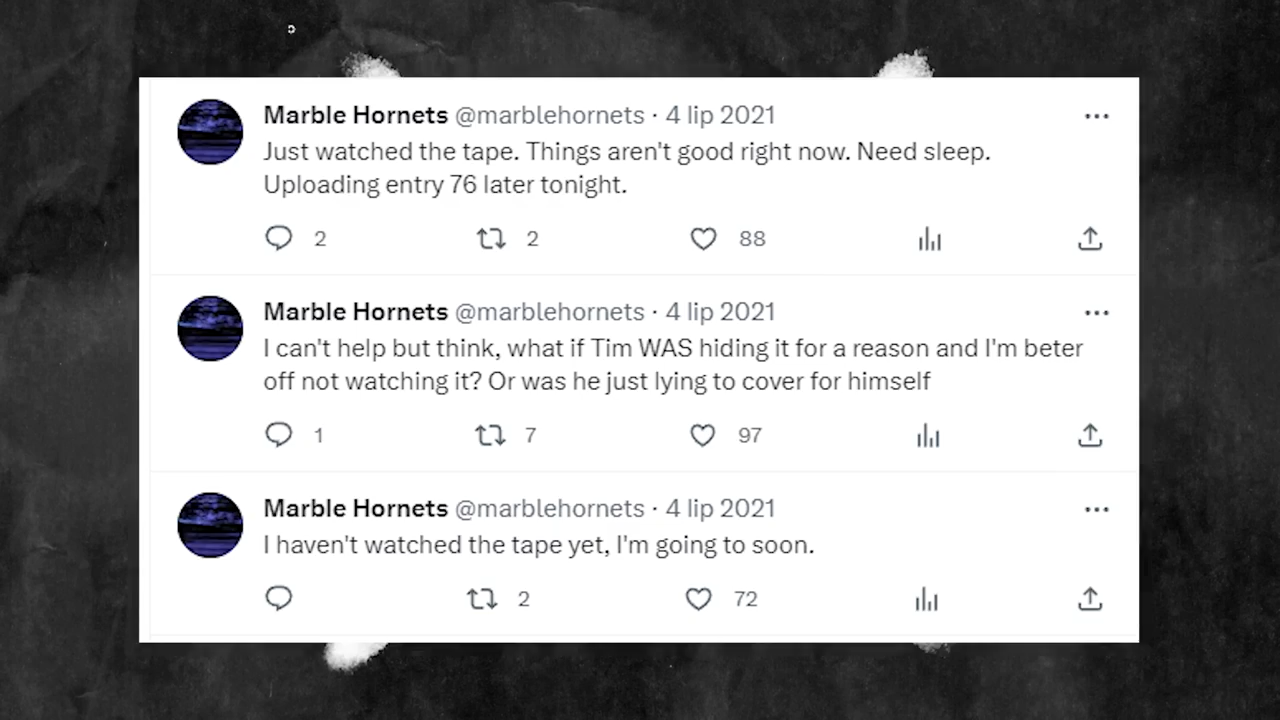 Marble Hornets @marblehornets · 4 lip 2021
Just watched the tape. Things aren't good right now. Need sleep.
Uploading entry 76 later tonight.
2 2 88
Marble Hornets @marblehornets · 4 lip 2021
I can't help but think, what if Tim WAS hiding it for a reason and I'm beter
off not watching it? Or was he just lying to cover for himself
1 7 97
Marble Hornets @marblehornets · 4 lip 2021
I haven't watched the tape yet, I'm going to soon.
2 72